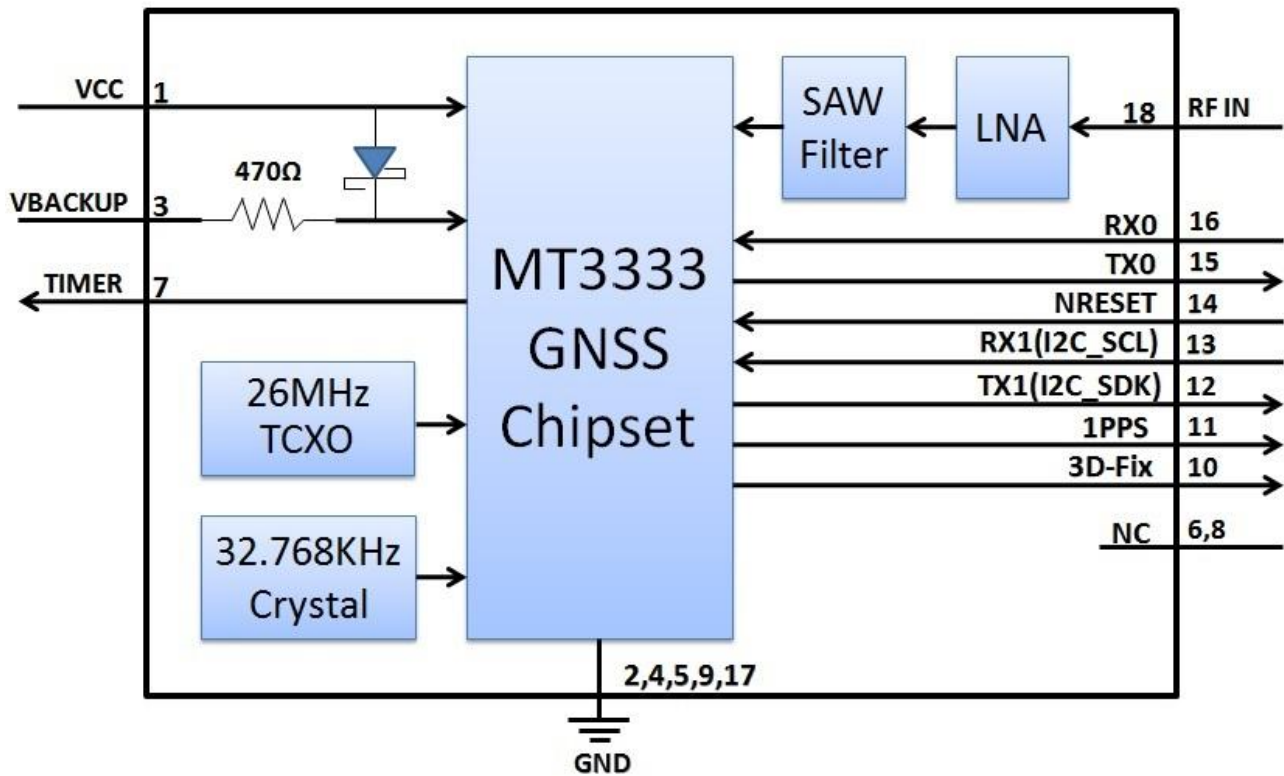 VCC 1
470Ω
VBACKUP 3
TIMER 7
26MHz
TCXO
32.768KHz
Crystal
MT3333
GNSS
Chipset
SAW
Filter
LNA
18 RF IN
RX0 16
TX0 15
NRESET 14
RX1(I2C_SCL) 13
TX1(I2C_SDK) 12
1PPS 11
3D-Fix 10
NC 6,8
2,4,5,9,17
GND